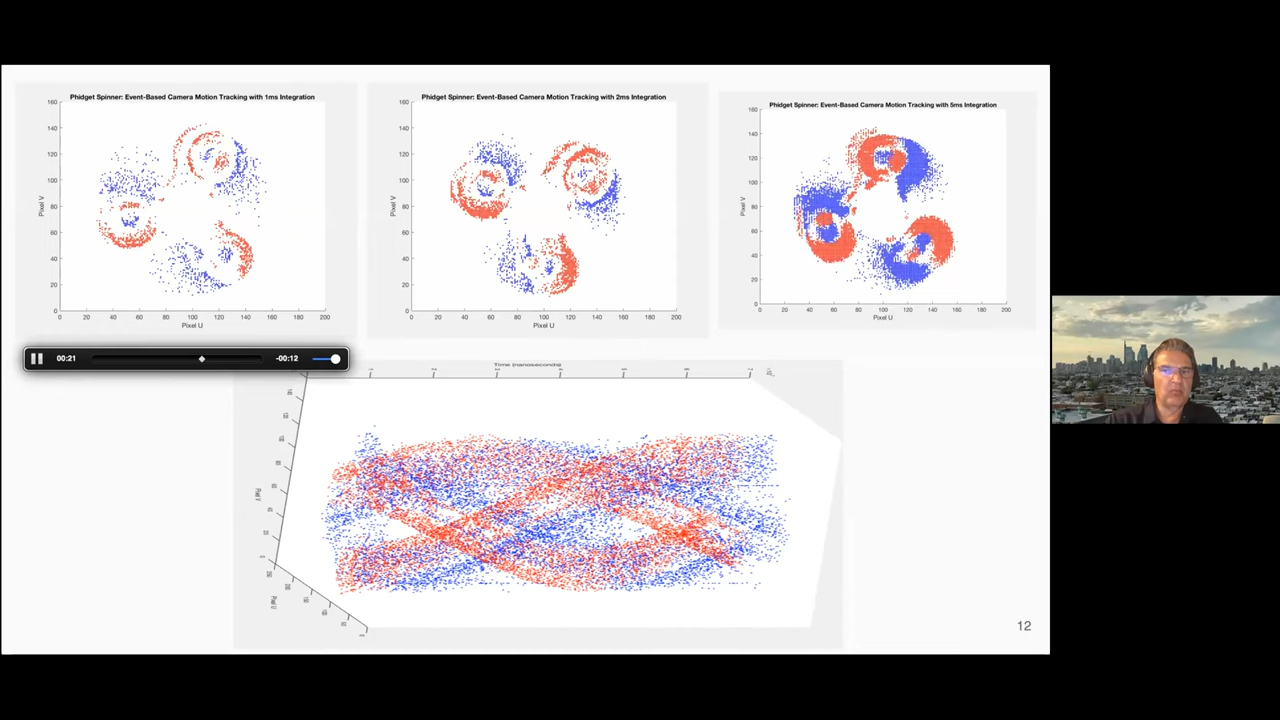 Phidget Spinner: Event-Based Camera Motion Tracking with 1ms Integration
160
140
120
100
80
60
40
20
0
Pixel V
0 20 40 60 80 100 120 140 160 180 200
Pixel U
Phidget Spinner: Event-Based Camera Motion Tracking with 2ms Integration
160
140
120
100
80
60
40
20
0
Pixel V
0 20 40 60 80 100 120 140 160 180 200
Pixel U
Phidget Spinner: Event-Based Camera Motion Tracking with 5ms Integration
160
140
120
100
80
60
40
20
0
Pixel V
0 20 40 60 80 100 120 140 160 180 200
Pixel U
00:21
-00:12
Time (nanoseconds)
Pixel V
Pixel U
12